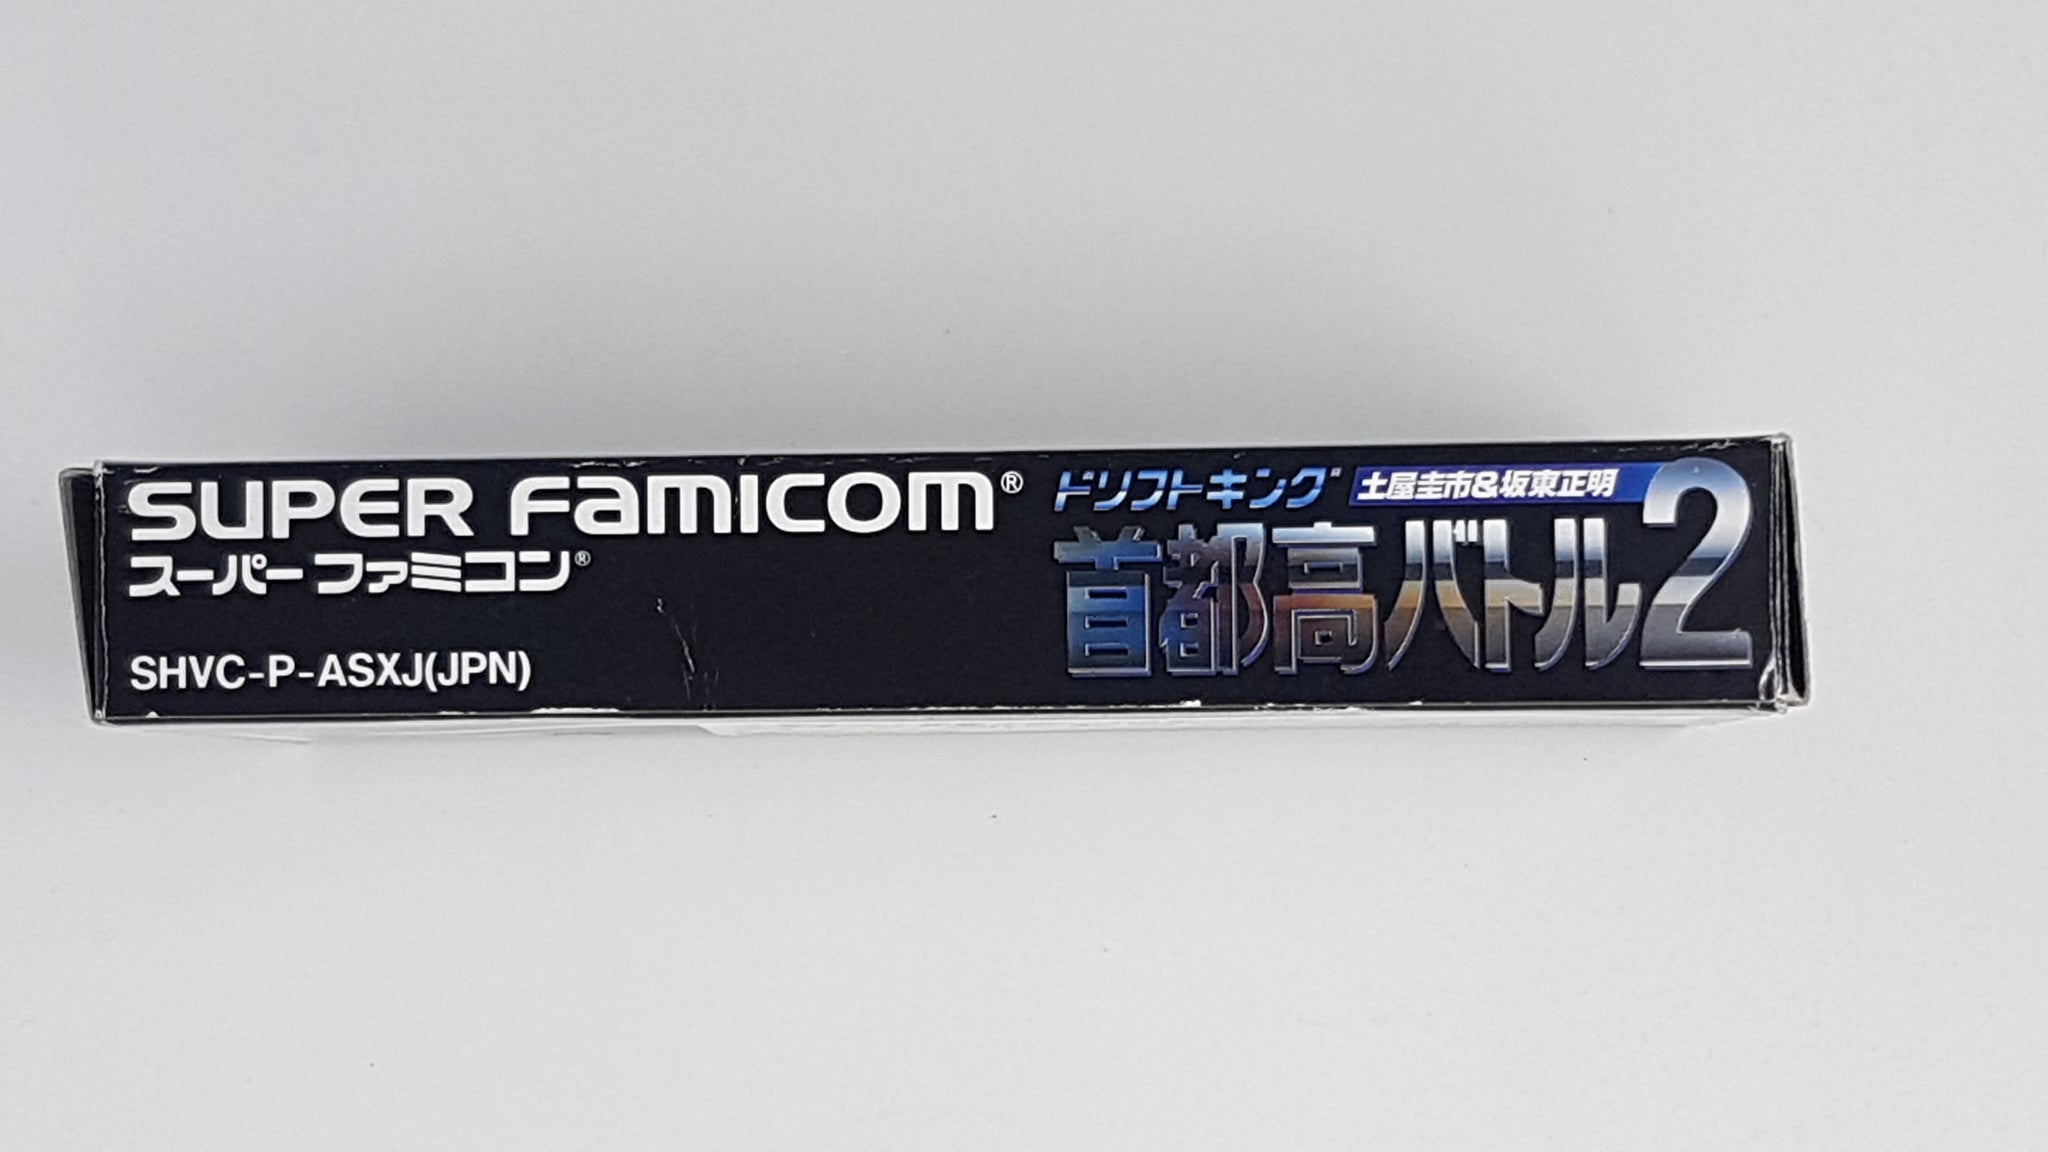 SUPER Famicom®
スーパーファミコン®
SHVC-P-ASXJ(JPN)
ドリフトキング® 土屋圭市&坂東正明
首都高バトル2